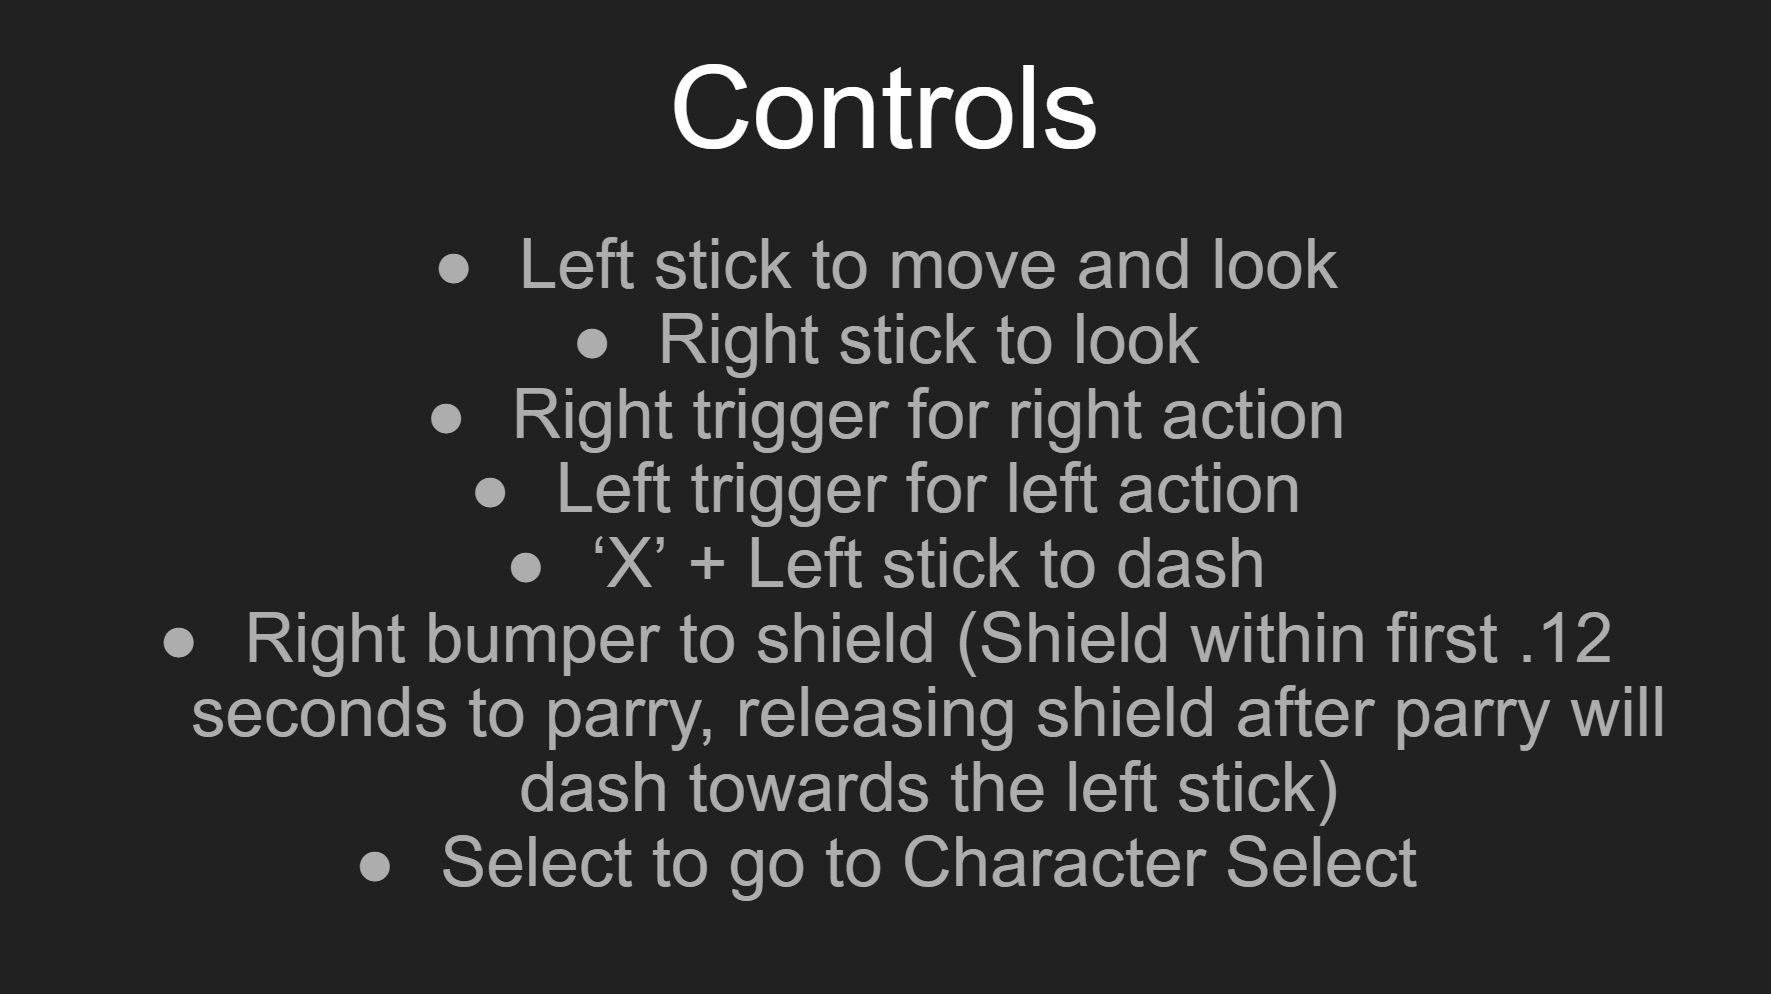 Controls
● Left stick to move and look
● Right stick to look
● Right trigger for right action
● Left trigger for left action
● ‘X’ + Left stick to dash
● Right bumper to shield (Shield within first .12
seconds to parry, releasing shield after parry will
dash towards the left stick)
● Select to go to Character Select